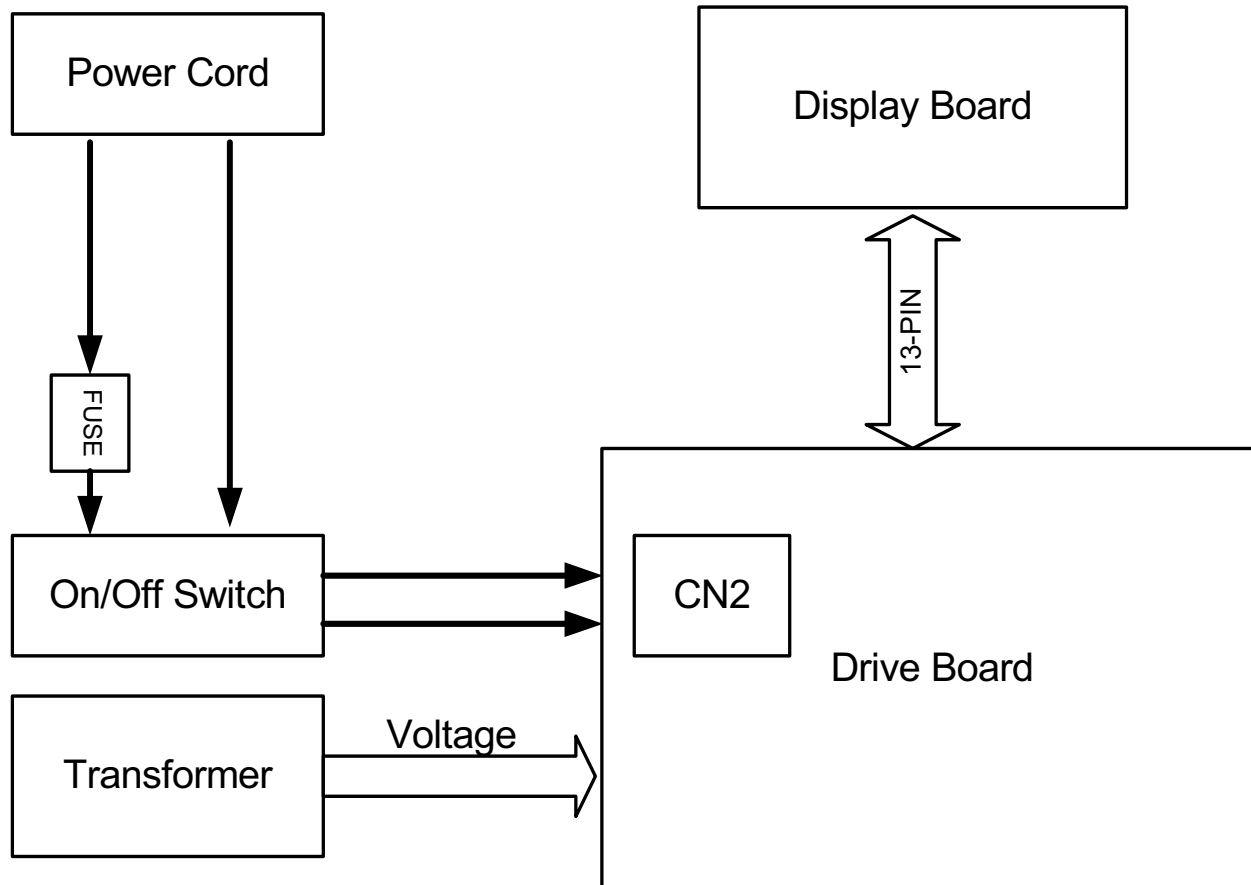 Power Cord
Display Board
13-PIN
FUSE
On/Off Switch
CN2
Drive Board
Voltage
Transformer